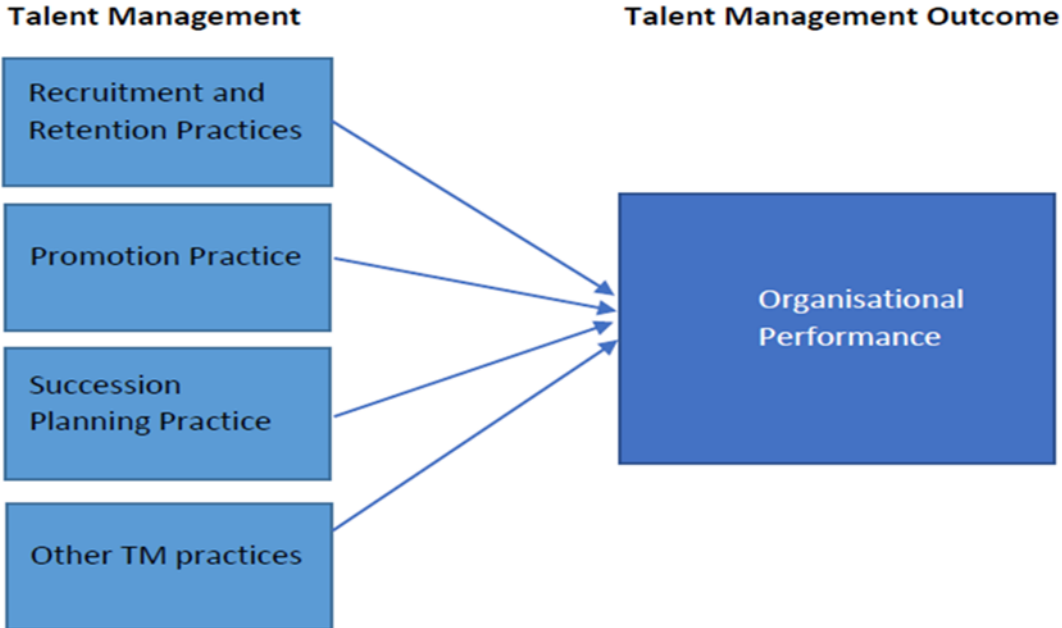 Talent Management
Talent Management Outcome
Recruitment and
Retention Practices
Promotion Practice
Succession
Planning Practice
Other TM practices
Organisational
Performance